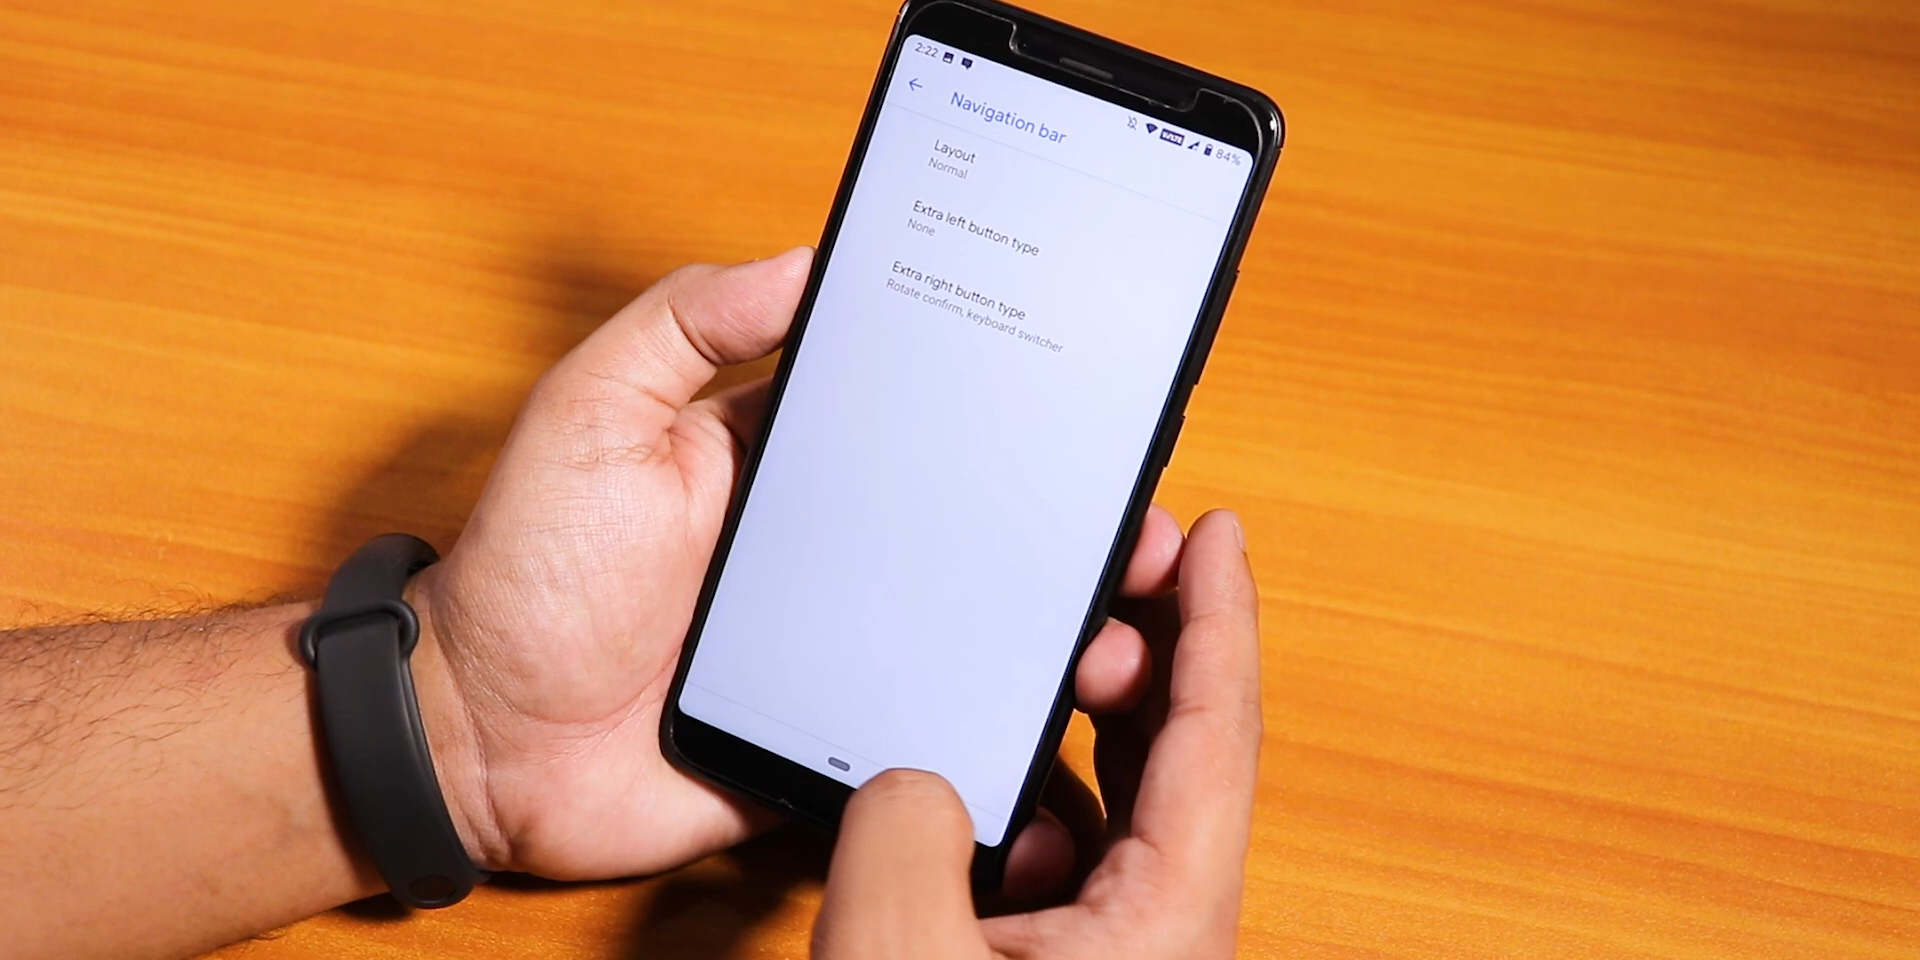 2:22
VoLTE 84%
Navigation bar
Layout
Normal
Extra left button type
None
Extra right button type
Rotate confirm, keyboard switcher